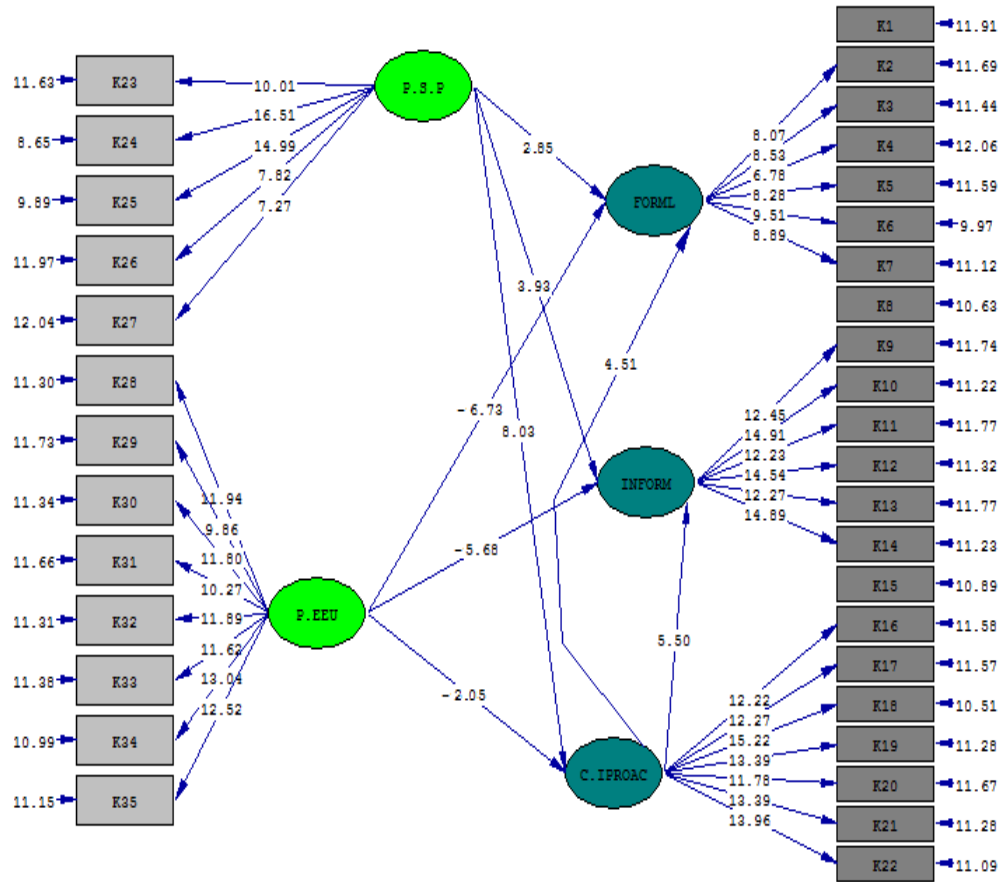 11.63 K23
8.65 K24
9.89 K25
11.97 K26
12.04 K27
11.30 K28
11.73 K29
11.34 K30
11.66 K31
11.31 K32
11.38 K33
10.99 K34
11.15 K35
10.01
16.51
14.99
7.82
7.27
11.94
9.86
11.80
10.27
11.89
11.62
13.04
12.52
P.S.P
P.EEU
2.85
3.93
8.03
-6.73
-5.68
-2.05
4.51
5.50
FORML
INFORM
C.IPROAC
8.07
8.53
6.78
8.28
9.51
8.89
12.45
14.91
12.23
14.54
12.27
14.89
12.22
12.27
15.22
13.39
11.78
13.39
13.96
K1 11.91
K2 11.69
K3 11.44
K4 12.06
K5 11.59
K6 9.97
K7 11.12
K8 10.63
K9 11.74
K10 11.22
K11 11.77
K12 11.32
K13 11.77
K14 11.23
K15 10.89
K16 11.58
K17 11.57
K18 10.51
K19 11.28
K20 11.67
K21 11.28
K22 11.09